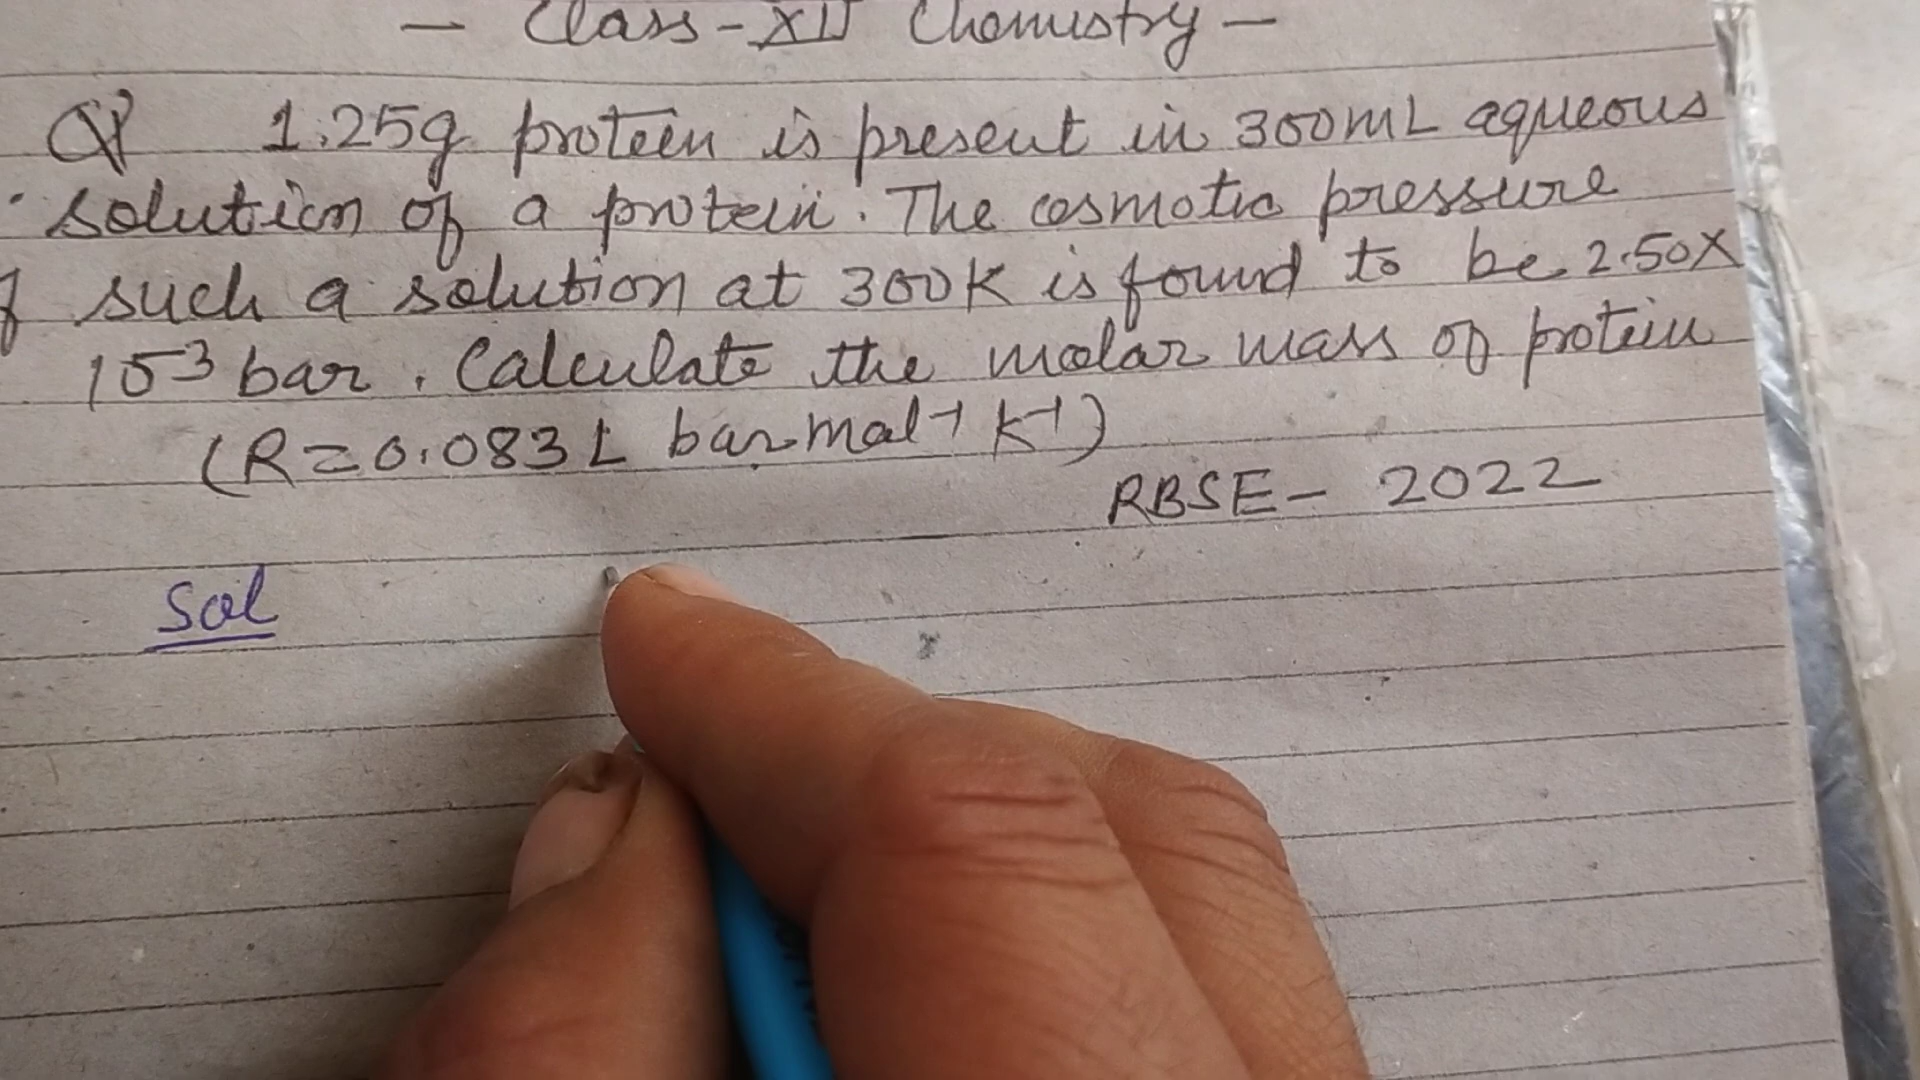 — Class-XII Chemistry —
Q 1.25g protein is present in 300mL aqueous
solution of a protein. The osmotic pressure
of such a solution at 300K is found to be 2.50X
10-3 bar. Calculate the molar mass of protein
(R=0.083L bar mol-1 K-1)
RBSE- 2022
Sol